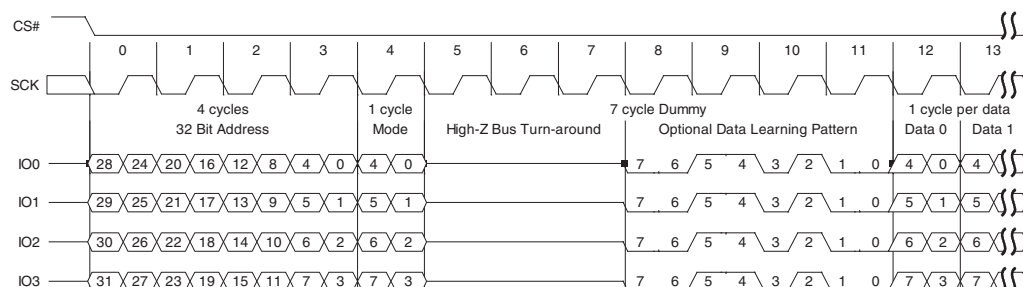 CS#
0 1 2 3 4 5 6 7 8 9 10 11 12 13
SCK
4 cycles 1 cycle 7 cycle Dummy 1 cycle per data
32 Bit Address Mode High-Z Bus Turn-around Optional Data Learning Pattern Data 0 Data 1
IO0 28 24 20 16 12 8 4 0 4 0 7 6 5 4 3 2 1 0 4 0 4
IO1 29 25 21 17 13 9 5 1 5 1 7 6 5 4 3 2 1 0 5 1 5
IO2 30 26 22 18 14 10 6 2 6 2 7 6 5 4 3 2 1 0 6 2 6
IO3 31 27 23 19 15 11 7 3 7 3 7 6 5 4 3 2 1 0 7 3 7